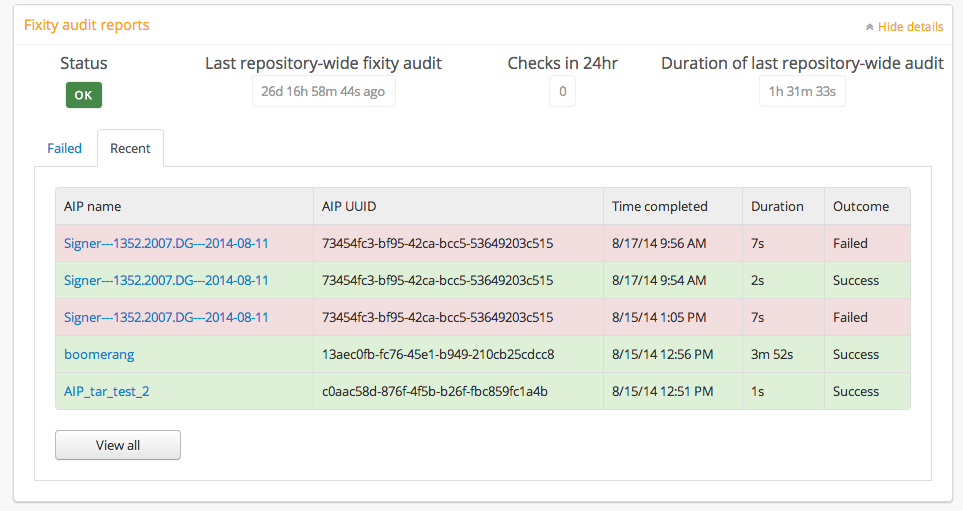 Fixity audit reports
Hide details
Status Last repository-wide fixity audit Checks in 24hr Duration of last repository-wide audit
OK 26d 16h 58m 44s ago 0 1h 31m 33s
Failed Recent
AIP name AIP UUID Time completed Duration Outcome
Signer---1352.2007.DG---2014-08-11 73454fc3-bf95-42ca-bcc5-53649203c515 8/17/14 9:56 AM 7s Failed
Signer---1352.2007.DG---2014-08-11 73454fc3-bf95-42ca-bcc5-53649203c515 8/17/14 9:54 AM 2s Success
Signer---1352.2007.DG---2014-08-11 73454fc3-bf95-42ca-bcc5-53649203c515 8/15/14 1:05 PM 7s Failed
boomerang 13aec0fb-fc76-45e1-b949-210cb25cdcc8 8/15/14 12:56 PM 3m 52s Success
AIP_tar_test_2 c0aac58d-876f-4f5b-b26f-fbc859fc1a4b 8/15/14 12:51 PM 1s Success
View all